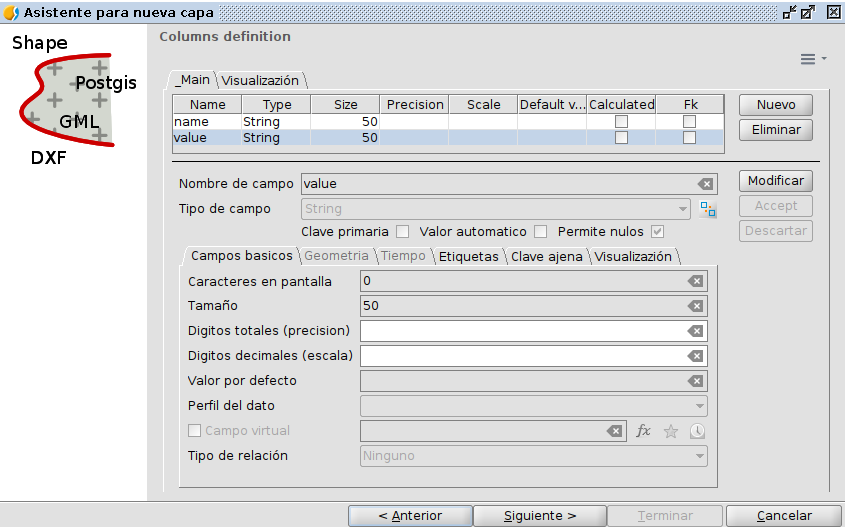 Asistente para nueva capa
Shape
Postgis
GML
DXF
Columns definition
_Main Visualización
Name Type Size Precision Scale Default v... Calculated Fk
name String 50
value String 50
Nuevo
Eliminar
Nombre de campo value
Tipo de campo String
Clave primaria Valor automatico Permite nulos
Modificar
Accept
Descartar
Campos basicos Geometria Tiempo Etiquetas Clave ajena Visualización
Caracteres en pantalla 0
Tamaño 50
Digitos totales (precision)
Digitos decimales (escala)
Valor por defecto
Perfil del dato
Campo virtual fx
Tipo de relación Ninguno
< Anterior Siguiente > Terminar Cancelar